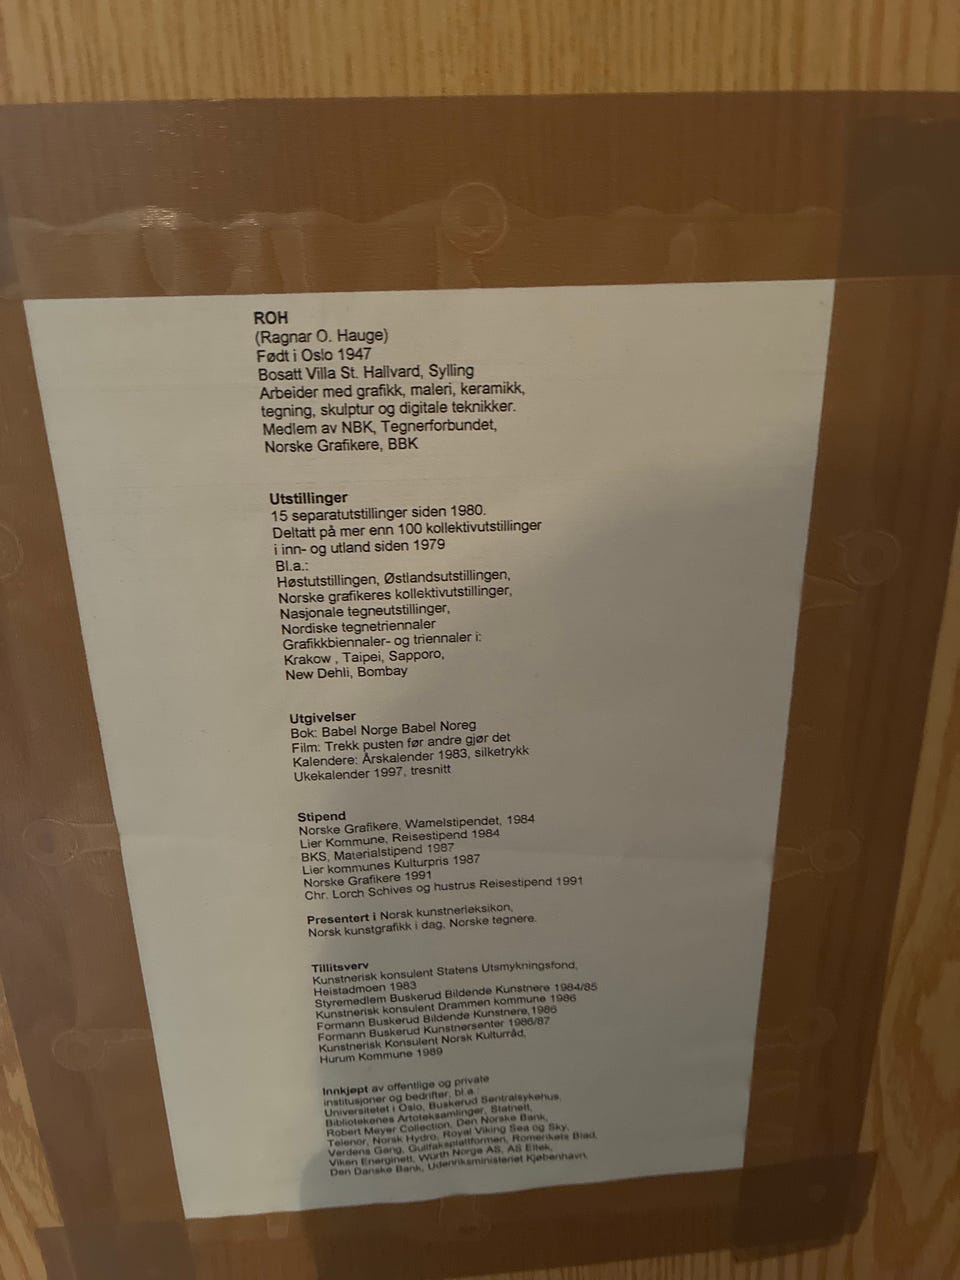 ROH
(Ragnar O. Hauge)
Født i Oslo 1947
Bosatt Villa St. Hallvard, Sylling
Arbeider med grafikk, maleri, keramikk,
tegning, skulptur og digitale teknikker.
Medlem av NBK, Tegnerforbundet,
Norske Grafikere, BBK
Utstillinger
15 separatutstillinger siden 1980.
Deltatt på mer enn 100 kollektivutstillinger
i inn- og utland siden 1979
Bl.a.:
Høstutstillingen, Østlandsutstillingen,
Norske grafikeres kollektivutstillinger,
Nasjonale tegneutstillinger,
Nordiske tegnetriennaler
Grafikkbiennaler- og triennaler i:
Krakow , Taipei, Sapporo,
New Dehli, Bombay
Utgivelser
Bok: Babel Norge Babel Noreg
Film: Trekk pusten før andre gjør det
Kalendere: Årskalender 1983, silketrykk
Ukekalender 1997, tresnitt
Stipend
Norske Grafikere, Wamelstipendet, 1984
Lier Kommune, Reisestipend 1984
BKS, Materialstipend 1987
Lier kommunes Kulturpris 1987
Norske Grafikere 1991
Chr. Lorch Schives og hustrus Reisestipend 1991
Presentert i Norsk kunstnerleksikon,
Norsk kunstgrafikk i dag, Norske tegnere.
Tillitsverv
Kunstnerisk konsulent Statens Utsmykningsfond,
Heistadmoen 1983
Styremedlem Buskerud Bildende Kunstnere 1984/85
Kunstnerisk konsulent Drammen kommune 1986
Formann Buskerud Bildende Kunstnere,1986
Formann Buskerud Kunstnersenter 1986/87
Kunstnerisk Konsulent Norsk Kulturråd,
Hurum Kommune 1989
Innkjøpt av offentlige og private
institusjoner og bedrifter, bl.a.:
Universitetet i Oslo, Buskerud Sentralsykehus,
Bibliotekenes Artoteksamlinger, Statnett,
Robert Meyer Collection, Den Norske Bank,
Telenor, Norsk Hydro, Royal Viking Sea og Sky,
Verdens Gang, Gullfaksplattformen, Romerikets Blad,
Viken Energinett, Würth Norge AS, AS Eltek,
Den Danske Bank, Udenriksministeriet Kjøbenhavn.